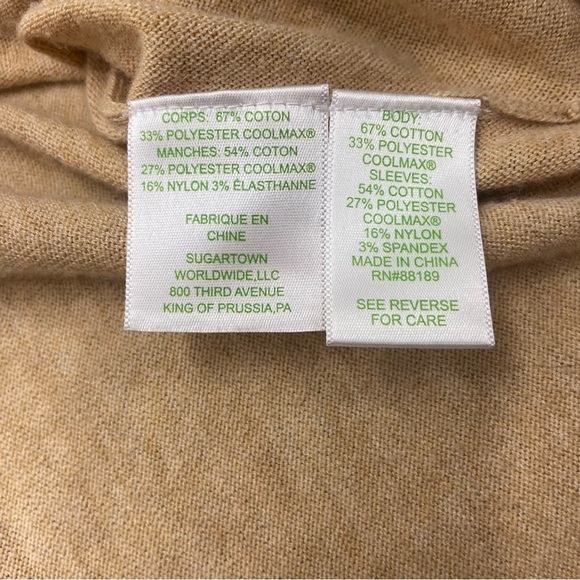 CORPS: 67% COTON
33% POLYESTER COOLMAX®
MANCHES: 54% COTON
27% POLYESTER COOLMAX®
16% NYLON 3% ÉLASTHANNE
FABRIQUE EN
CHINE
SUGARTOWN
WORLDWIDE,LLC
800 THIRD AVENUE
KING OF PRUSSIA,PA
BODY:
67% COTTON
33% POLYESTER
COOLMAX®
SLEEVES:
54% COTTON
27% POLYESTER
COOLMAX®
16% NYLON
3% SPANDEX
MADE IN CHINA
RN#88189
SEE REVERSE
FOR CARE